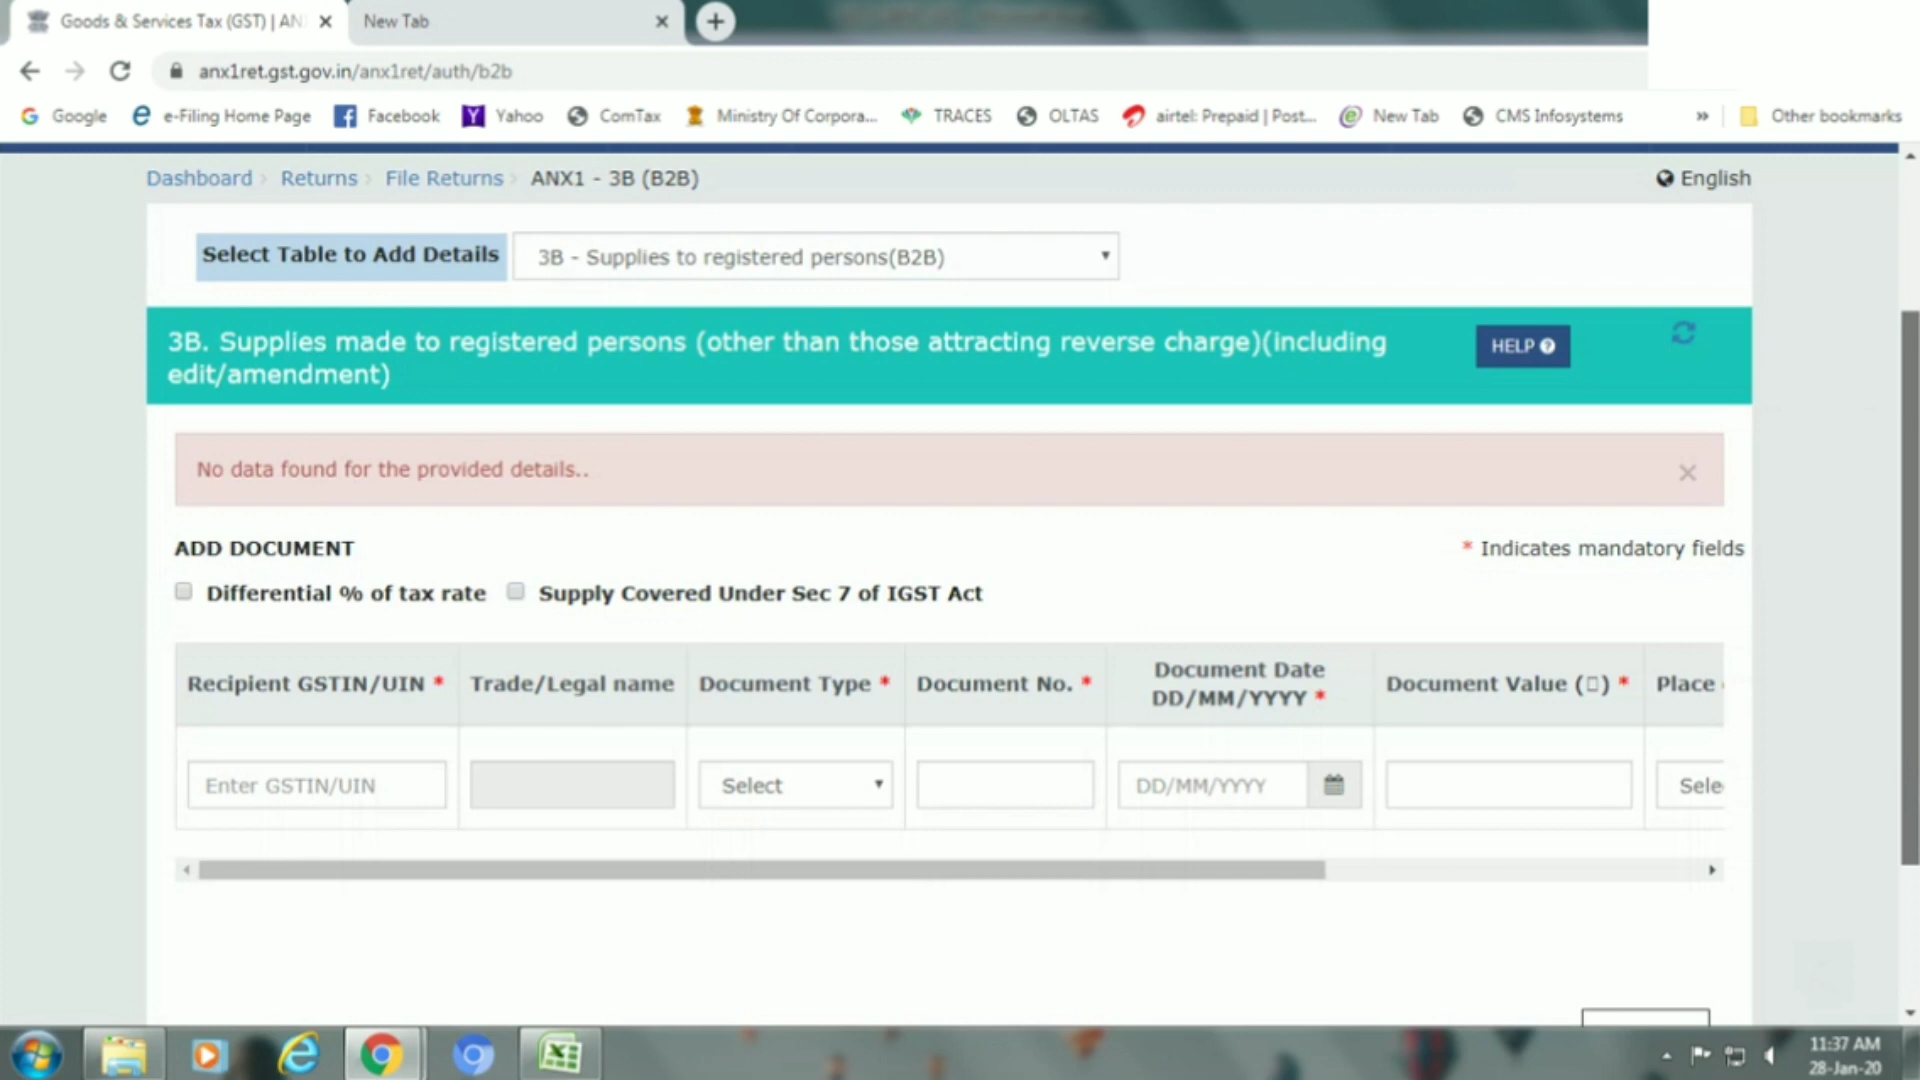 Goods & Services Tax (GST) | AN
New Tab
anx1ret.gst.gov.in/anx1ret/auth/b2b
Google e-Filing Home Page Facebook Yahoo ComTax Ministry Of Corpora... TRACES OLTAS airtel: Prepaid | Post... New Tab CMS Infosystems » Other bookmarks
Dashboard > Returns > File Returns > ANX1 - 3B (B2B)
English
Select Table to Add Details
3B - Supplies to registered persons(B2B)
3B. Supplies made to registered persons (other than those attracting reverse charge)(including
edit/amendment)
HELP
No data found for the provided details..
×
ADD DOCUMENT
* Indicates mandatory fields
Differential % of tax rate
Supply Covered Under Sec 7 of IGST Act
Recipient GSTIN/UIN *
Trade/Legal name
Document Type *
Document No. *
Document Date
DD/MM/YYYY *
Document Value (▯) *
Place
Enter GSTIN/UIN
Select
DD/MM/YYYY
Sele
11:37 AM
28-Jan-20